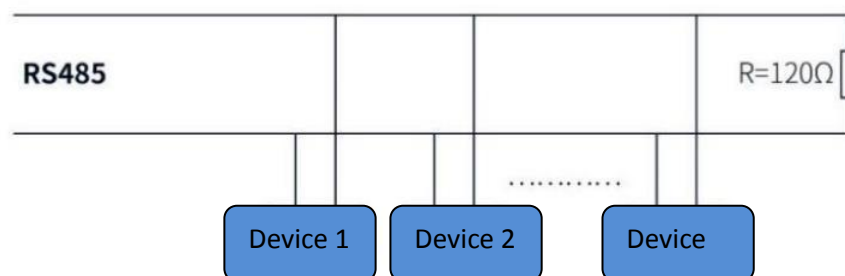 RS485
R=120Ω
…………
Device 1
Device 2
Device